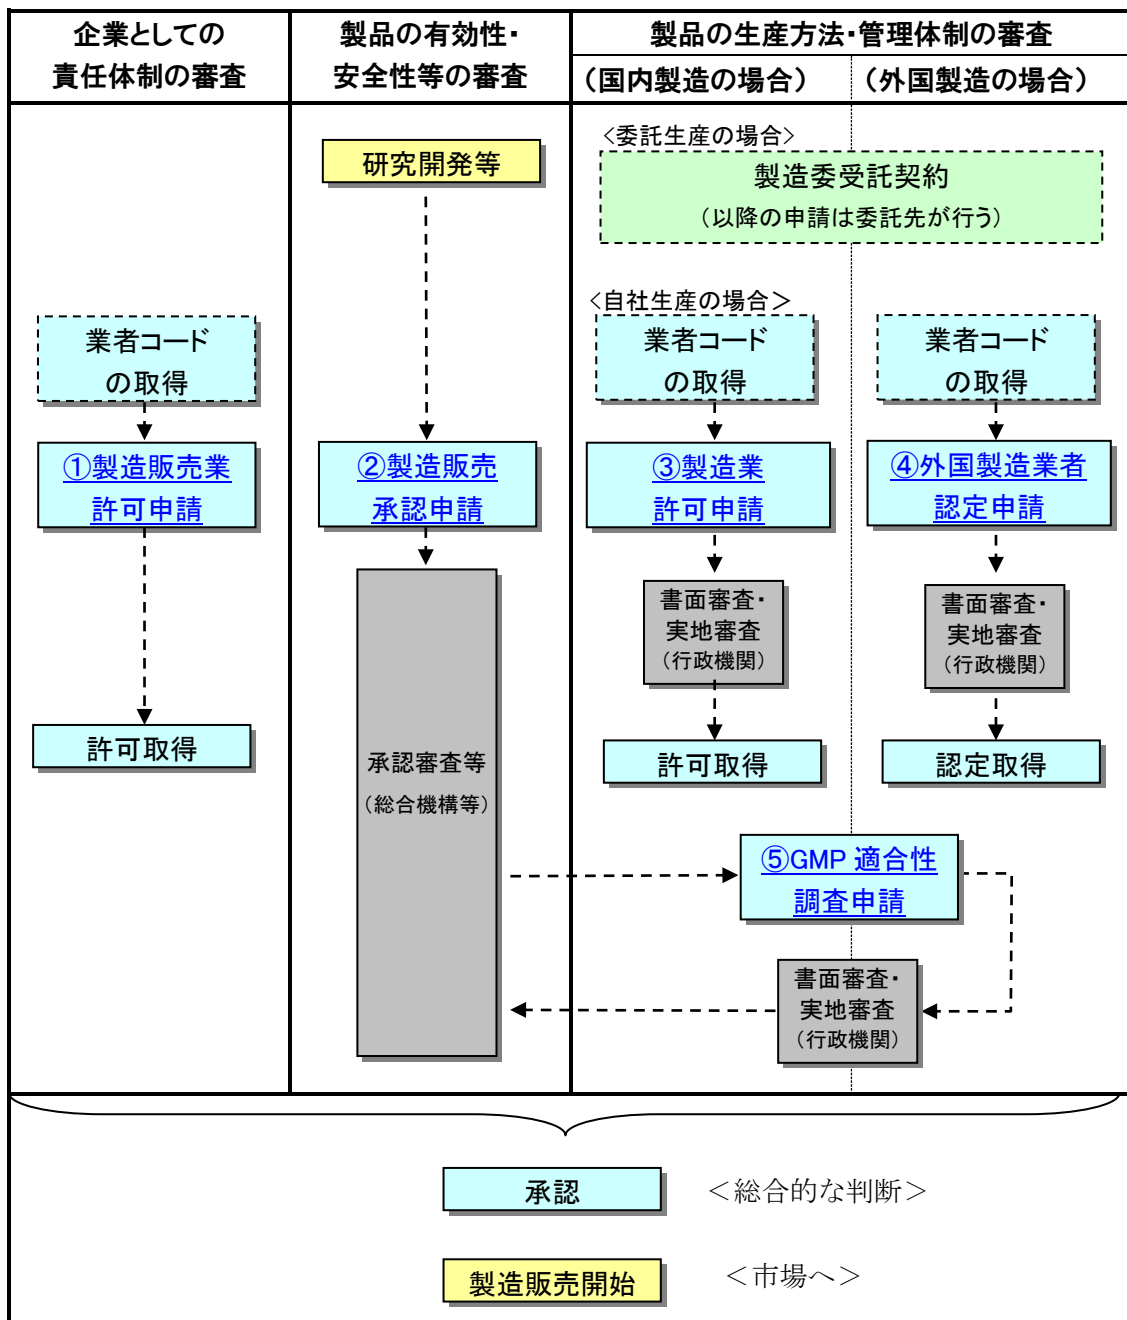 企業としての
責任体制の審査
製品の有効性・
安全性等の審査
製品の生産方法・管理体制の審査
（国内製造の場合）
（外国製造の場合）
研究開発等
<委託生産の場合>
製造委受託契約
（以降の申請は委託先が行う）
<自社生産の場合＞
業者コード
の取得
業者コード
の取得
業者コード
の取得
①製造販売業
許可申請
②製造販売
承認申請
③製造業
許可申請
④外国製造業者
認定申請
書面審査・
実地審査
（行政機関）
書面審査・
実地審査
（行政機関）
許可取得
承認審査等
（総合機構等）
許可取得
認定取得
⑤GMP 適合性
調査申請
書面審査・
実地審査
（行政機関）
承認
＜総合的な判断＞
製造販売開始
＜市場へ＞